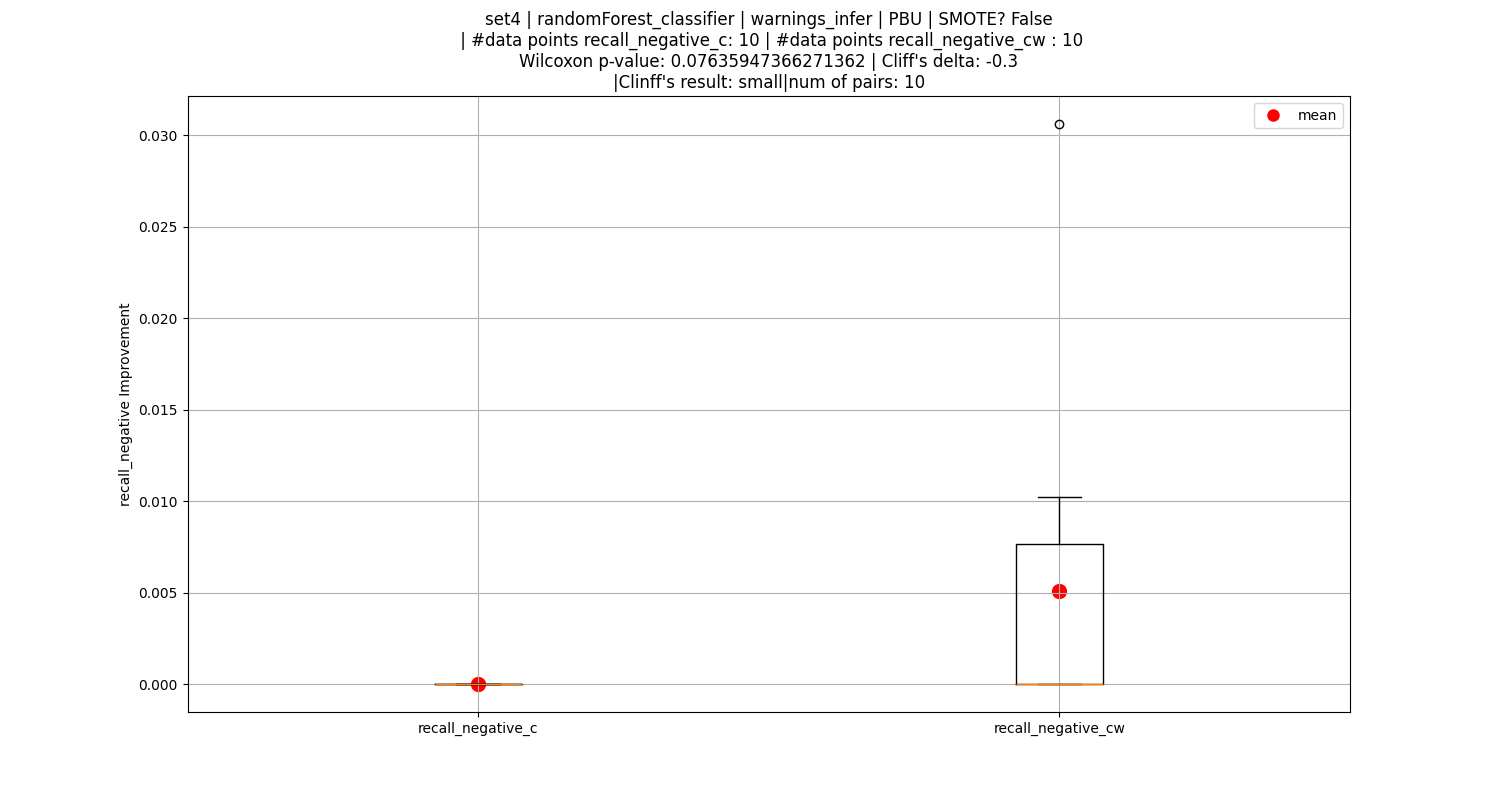 set4 | randomForest_classifier | warnings_infer | PBU | SMOTE? False
| #data points recall_negative_c: 10 | #data points recall_negative_cw : 10
Wilcoxon p-value: 0.07635947366271362 | Cliff's delta: -0.3
|Clinff's result: small|num of pairs: 10
mean
0.030
0.025
0.020
0.015
0.010
0.005
0.000
recall_negative Improvement
recall_negative_c
recall_negative_cw